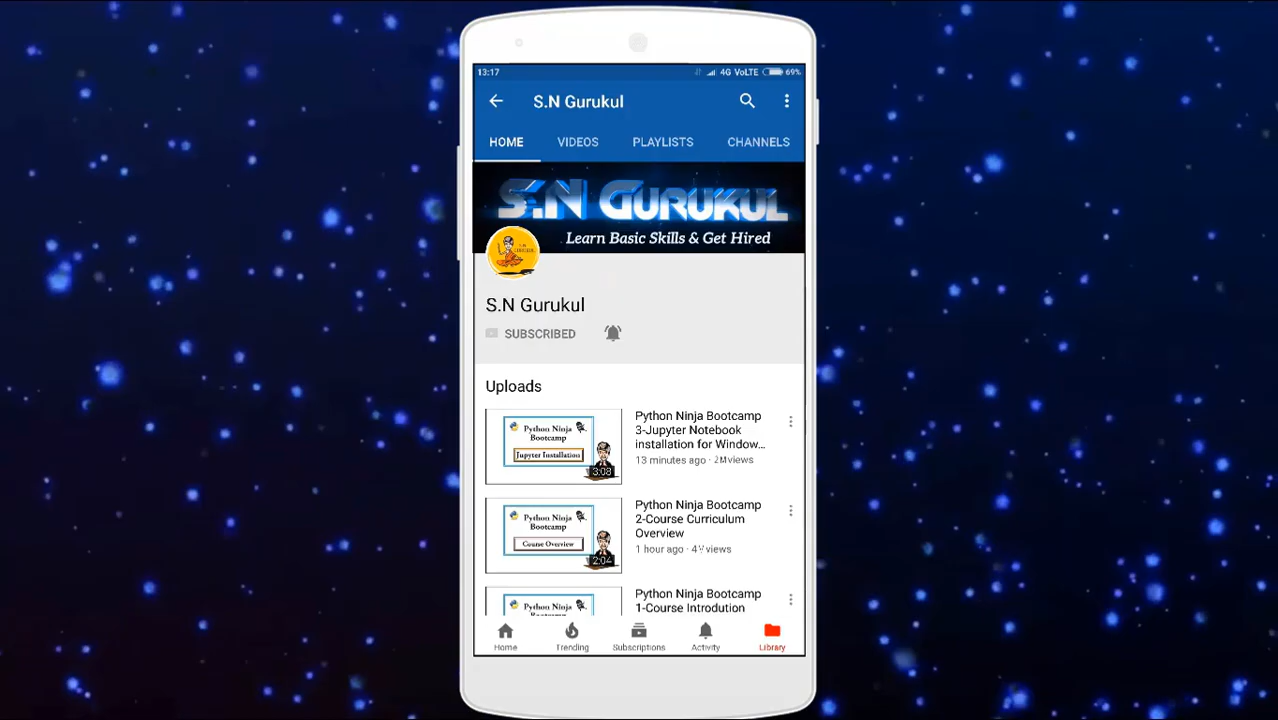 13:17
4G VoLTE
69%
S.N Gurukul
HOME
VIDEOS
PLAYLISTS
CHANNELS
S.N GURUKUL
Learn Basic Skills & Get Hired
S.N Gurukul
SUBSCRIBED
Uploads
Python Ninja
Bootcamp
Jupyter Installation
3:08
Python Ninja Bootcamp
3-Jupyter Notebook
installation for Window...
13 minutes ago · 2M views
Python Ninja
Bootcamp
Course Overview
2:04
Python Ninja Bootcamp
2-Course Curriculum
Overview
1 hour ago · views
Python Ninja
Python Ninja Bootcamp
1-Course Introdution
Home
Trending
Subscriptions
Activity
Library